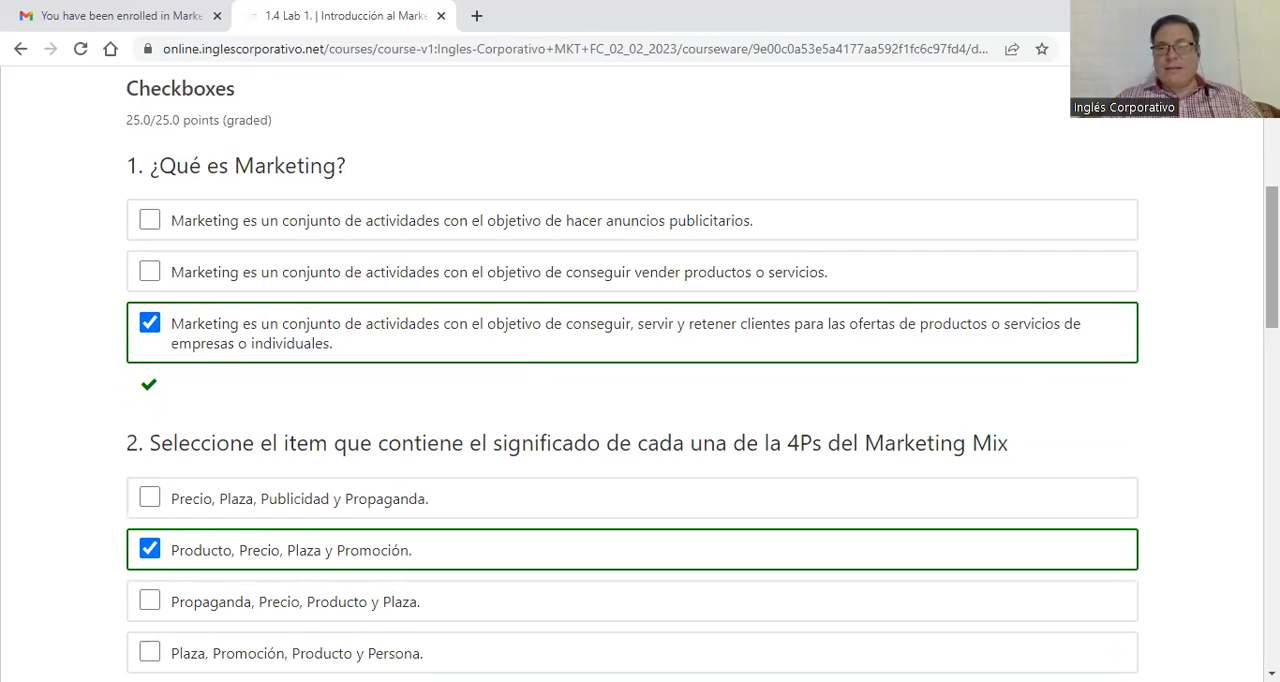 You have been enrolled in Marke
1.4 Lab 1. | Introducción al Marke
online.inglescorporativo.net/courses/course-v1:Ingles-Corporativo+MKT+FC_02_02_2023/courseware/9e00c0a53e5a4177aa592f1fc6c97fd4/d...
Inglés Corporativo
Checkboxes
25.0/25.0 points (graded)
1. ¿Qué es Marketing?
Marketing es un conjunto de actividades con el objetivo de hacer anuncios publicitarios.
Marketing es un conjunto de actividades con el objetivo de conseguir vender productos o servicios.
Marketing es un conjunto de actividades con el objetivo de conseguir, servir y retener clientes para las ofertas de productos o servicios de
empresas o individuales.
2. Seleccione el item que contiene el significado de cada una de la 4Ps del Marketing Mix
Precio, Plaza, Publicidad y Propaganda.
Producto, Precio, Plaza y Promoción.
Propaganda, Precio, Producto y Plaza.
Plaza, Promoción, Producto y Persona.